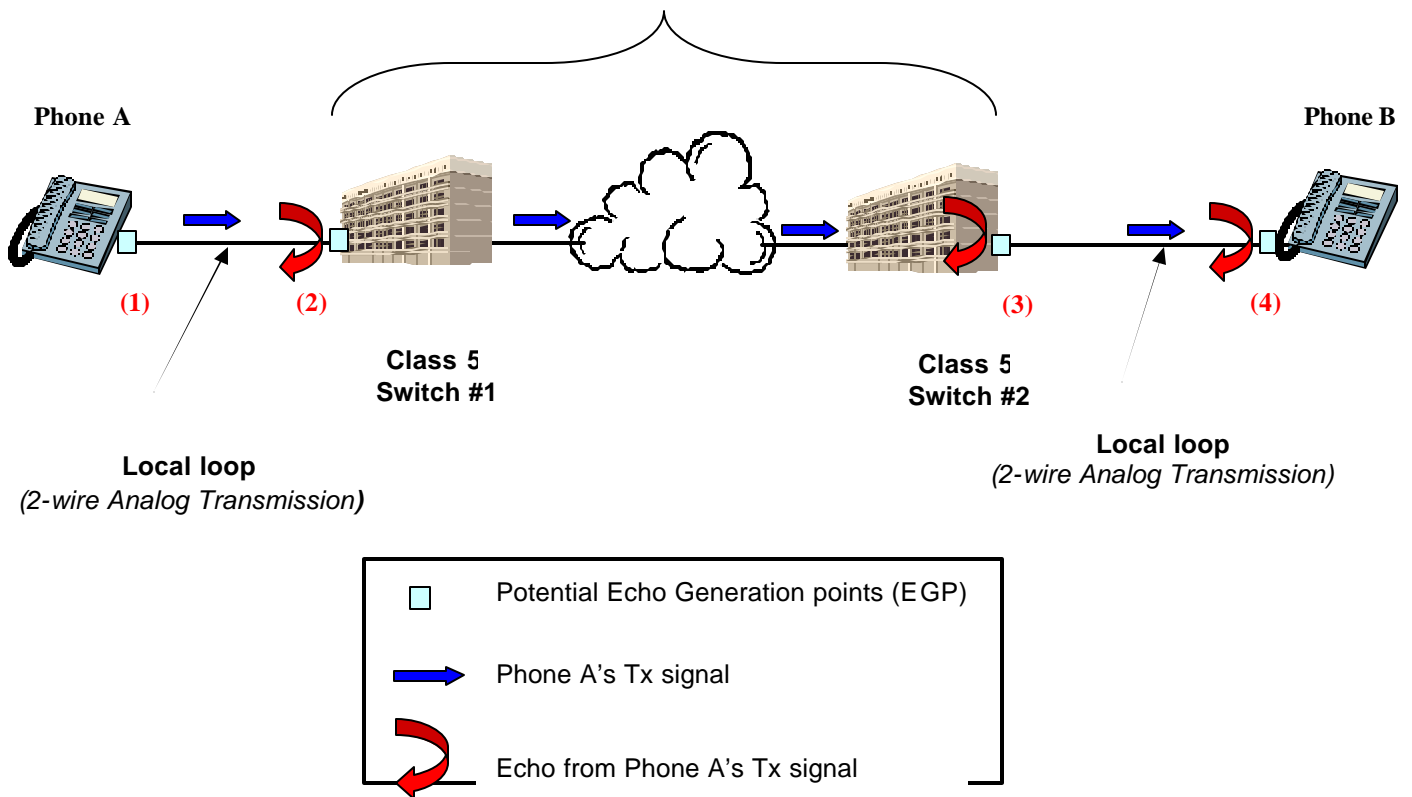 Phone A
Phone B
(1)
(2)
(3)
(4)
Class 5
Switch #1
Class 5
Switch #2
Local loop
(2-wire Analog Transmission)
Local loop
(2-wire Analog Transmission)
Potential Echo Generation points (EGP)
Phone A's Tx signal
Echo from Phone A's Tx signal